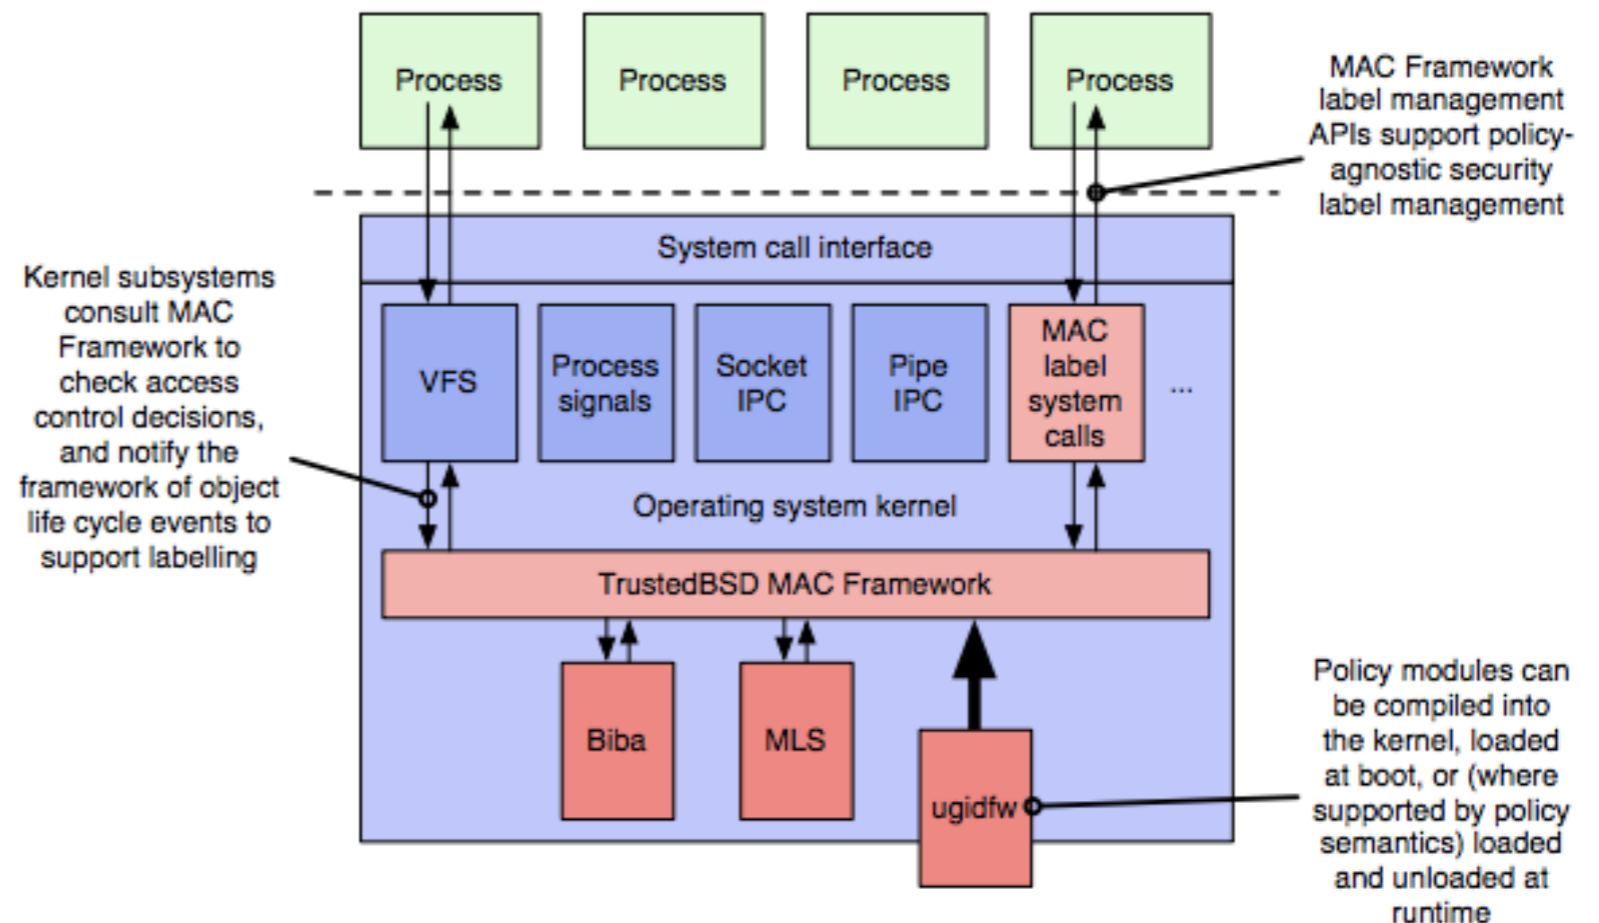 Process
Process
Process
Process
MAC Framework
label management
APIs support policy-
agnostic security
label management
System call interface
Kernel subsystems
consult MAC
Framework to
check access
control decisions,
and notify the
framework of object
life cycle events to
support labelling
VFS
Process
signals
Socket
IPC
Pipe
IPC
MAC
label
system
calls
...
Operating system kernel
TrustedBSD MAC Framework
Biba
MLS
ugidfw
Policy modules can
be compiled into
the kernel, loaded
at boot, or (where
supported by policy
semantics) loaded
and unloaded at
runtime